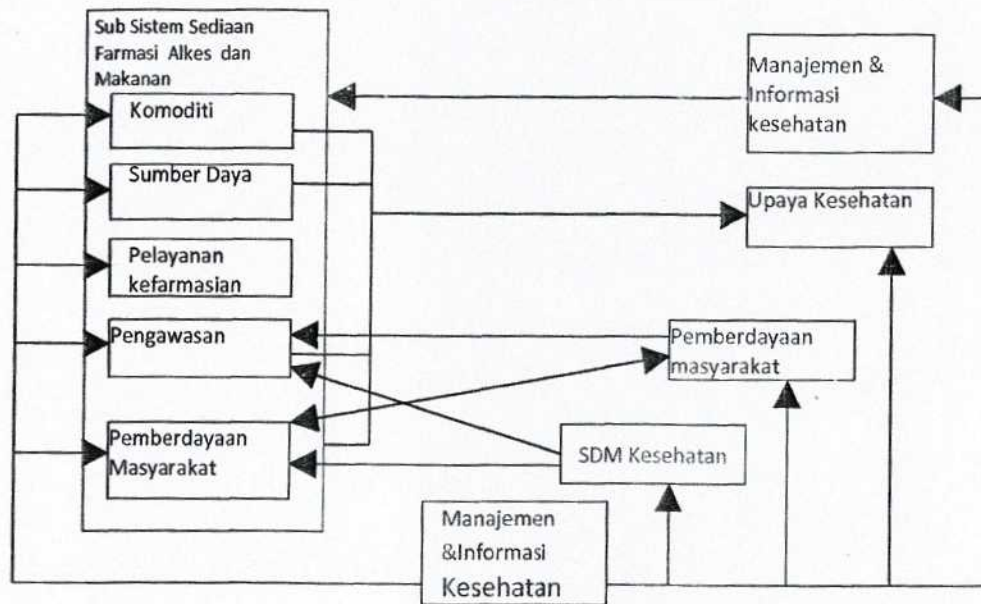 Sub Sistem Sediaan
Farmasi Alkes dan
Makanan
Komoditi
Sumber Daya
Pelayanan
kefarmasian
Pengawasan
Pemberdayaan
Masyarakat
Manajemen &
Informasi
kesehatan
Upaya Kesehatan
Pemberdayaan
masyarakat
SDM Kesehatan
Manajemen
&Informasi
Kesehatan